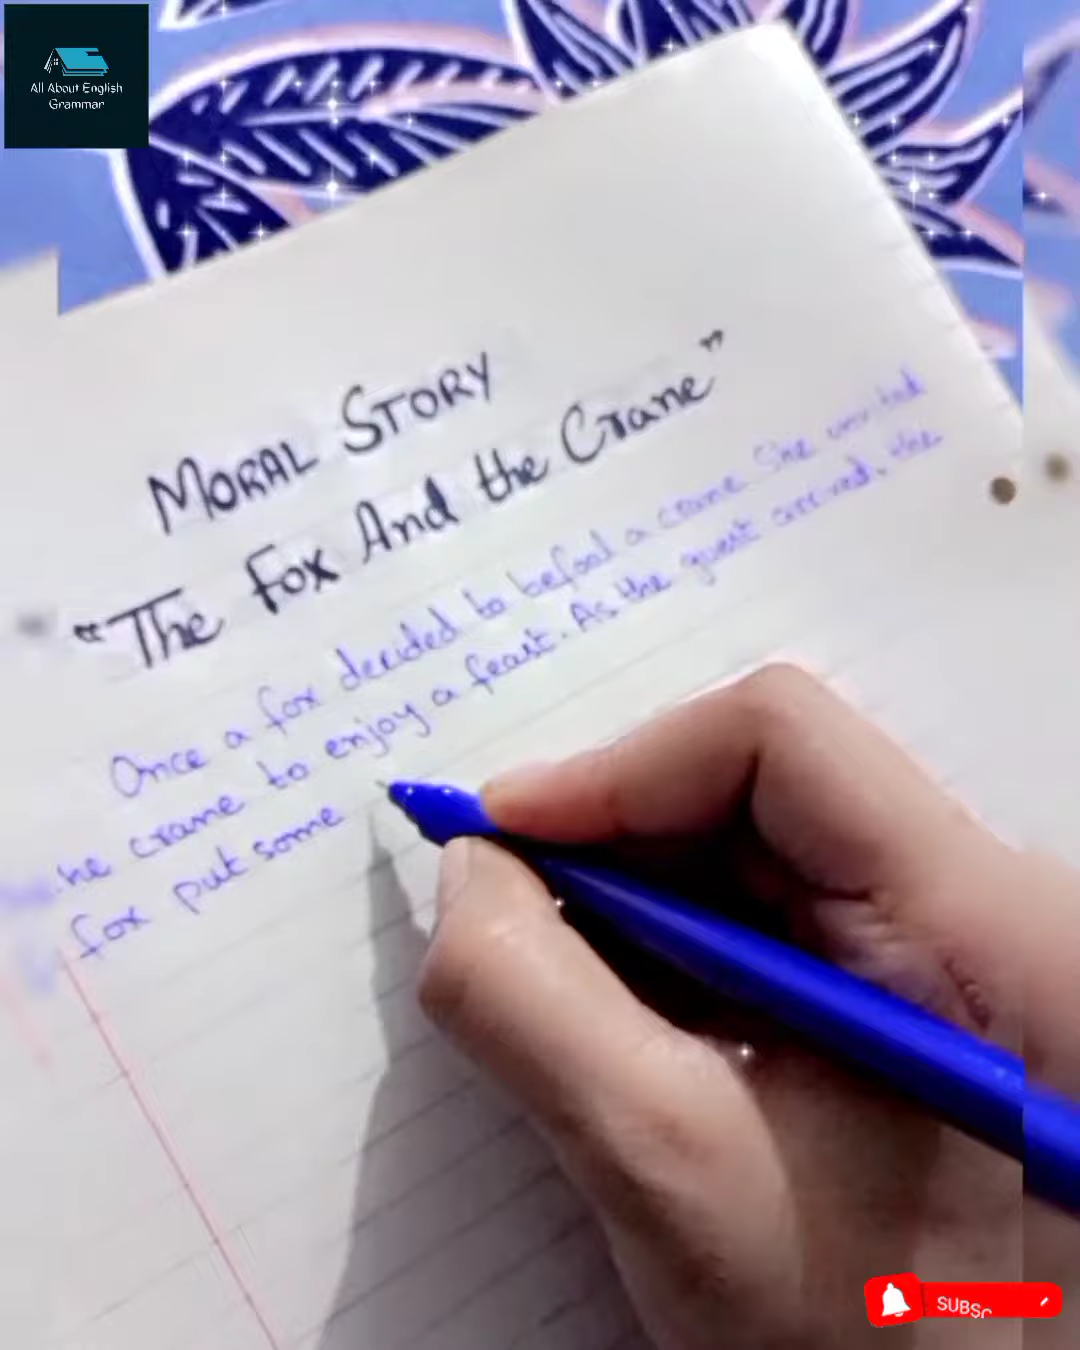 All About English
Grammar
MORAL STORY
"The Fox And the Crane"
Once a fox decided to befool a crane She invited
the crane to enjoy a feast. As the guest arrived, the
fox put some
SUBSC